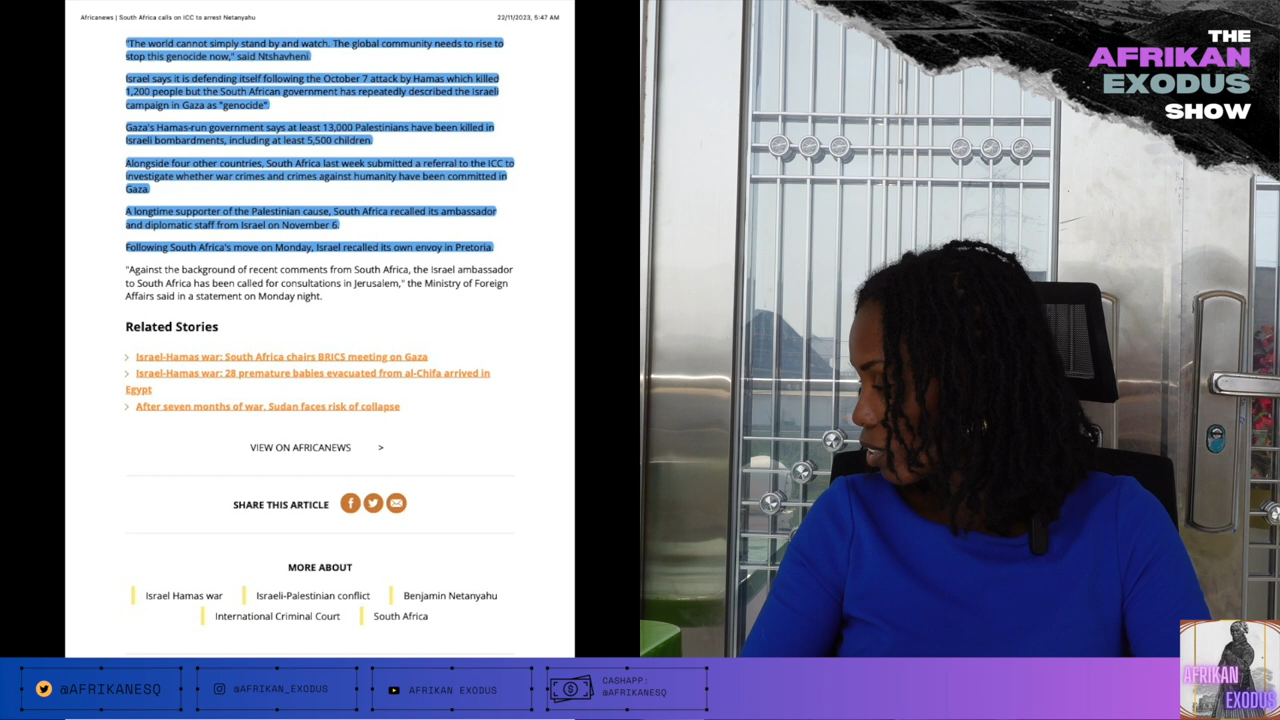 Africanews | South Africa calls on ICC to arrest Netanyahu
22/11/2023, 5:47 AM
"The world cannot simply stand by and watch. The global community needs to rise to
stop this genocide now," said Ntshavheni.
Israel says it is defending itself following the October 7 attack by Hamas which killed
1,200 people but the South African government has repeatedly described the Israeli
campaign in Gaza as "genocide".
Gaza's Hamas-run government says at least 13,000 Palestinians have been killed in
Israeli bombardments, including at least 5,500 children.
Alongside four other countries, South Africa last week submitted a referral to the ICC to
investigate whether war crimes and crimes against humanity have been committed in
Gaza.
A longtime supporter of the Palestinian cause, South Africa recalled its ambassador
and diplomatic staff from Israel on November 6.
Following South Africa's move on Monday, Israel recalled its own envoy in Pretoria.
"Against the background of recent comments from South Africa, the Israel ambassador
to South Africa has been called for consultations in Jerusalem," the Ministry of Foreign
Affairs said in a statement on Monday night.
Related Stories
> Israel-Hamas war: South Africa chairs BRICS meeting on Gaza
> Israel-Hamas war: 28 premature babies evacuated from al-Chifa arrived in
Egypt
> After seven months of war, Sudan faces risk of collapse
VIEW ON AFRICANEWS >
SHARE THIS ARTICLE
MORE ABOUT
Israel Hamas war
Israeli-Palestinian conflict
Benjamin Netanyahu
International Criminal Court
South Africa
THE
AFRIKAN
EXODUS
SHOW
@AFRIKANESQ
@AFRIKAN_EXODUS
AFRIKAN EXODUS
CASHAPP:
@AFRIKANESQ
AFRIKAN
EXODUS